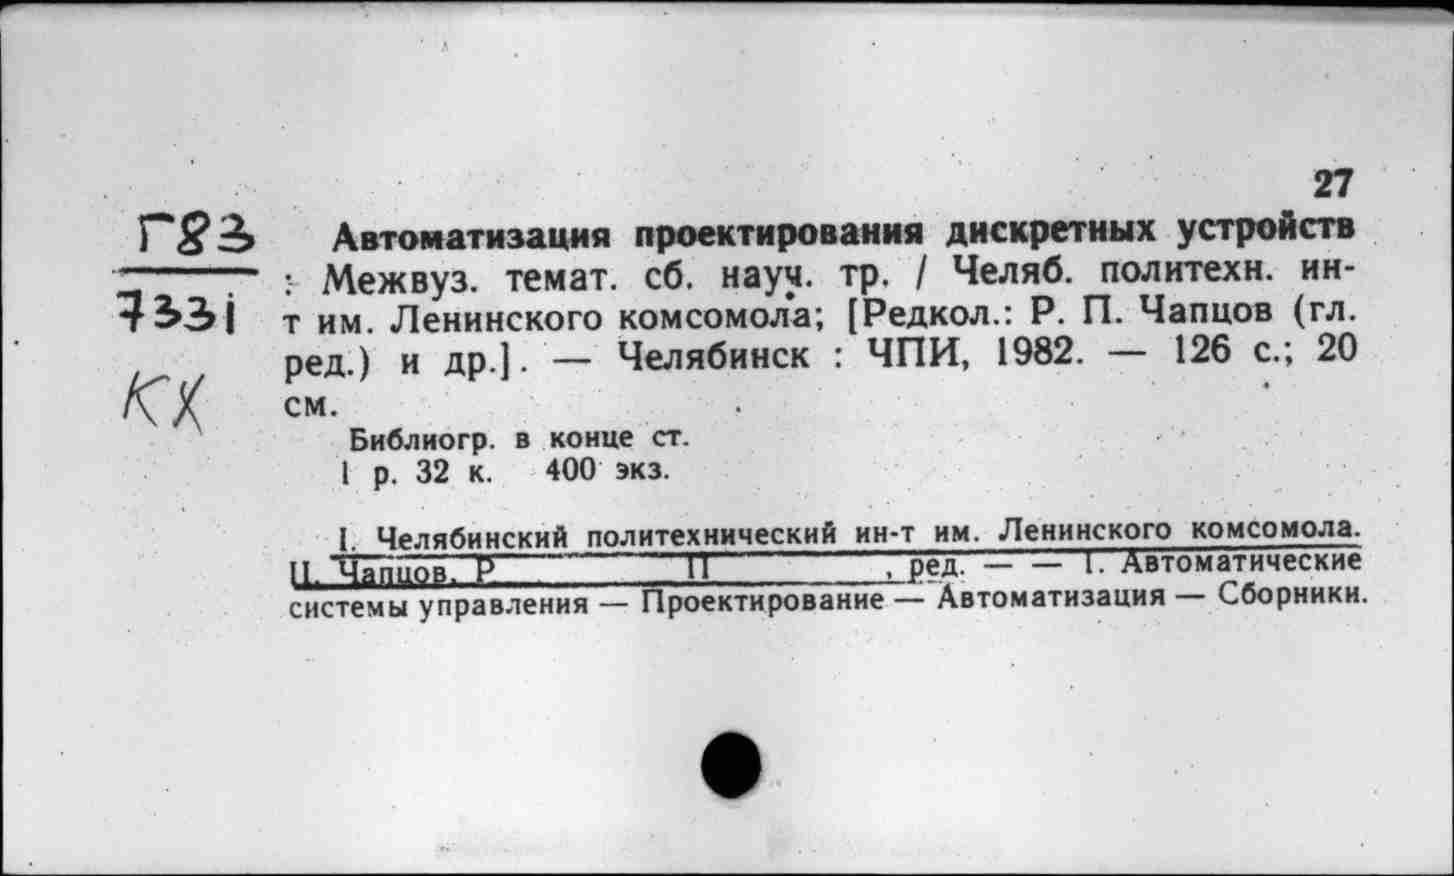 27
Г83 Автоматизация проектирования дискретных устройств
: Межвуз. темат. сб. науч. тр. / Челяб. политехн. ин-
7331 т им. Ленинского комсомола; [Редкол.: Р. П. Чапцов (гл.
ред.) и др.]. — Челябинск : ЧПИ, 1982. — 126 с.; 20
КХ см.
Библиогр. в конце ст.
1 р. 32 к. 400 экз.
I. Челябинский политехнический ин-т им. Ленинского комсомола.
II. Чапцов, Р П , ред. — — 1. Автоматические
системы управления — Проектирование — Автоматизация — Сборники.